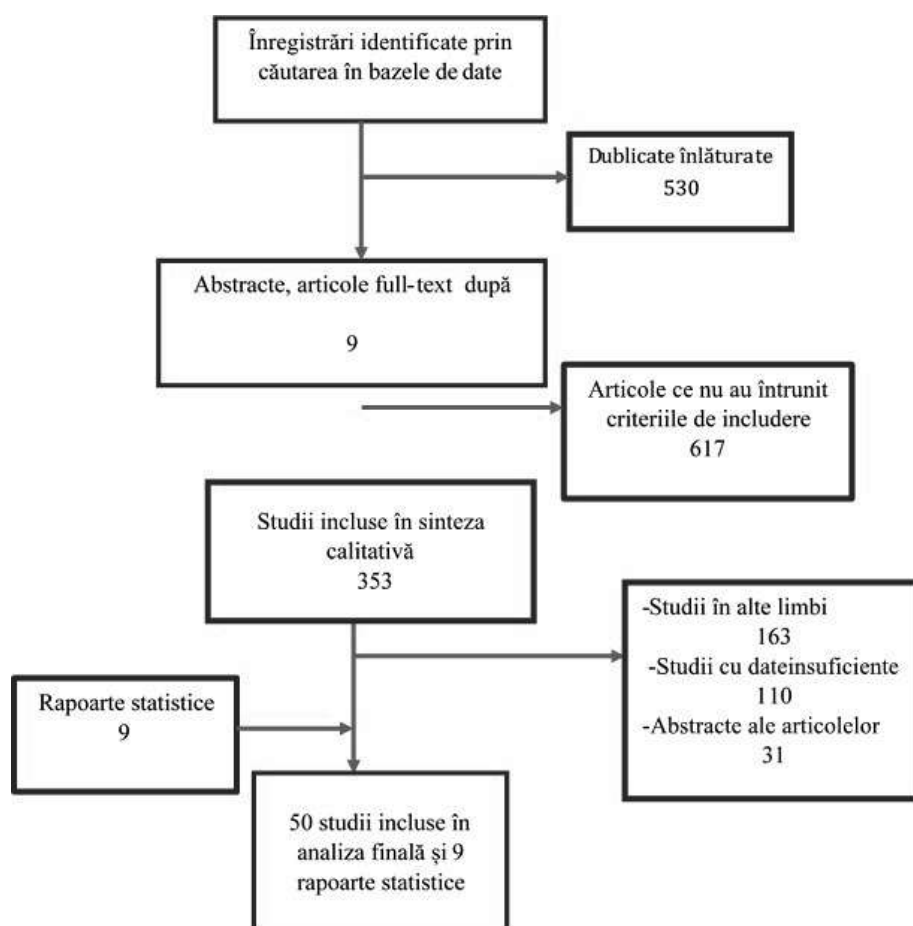 Înregistrări identificate prin
căutarea în bazele de date
Dublicate înlăturate
530
Abstracte, articole full-text după
9
Articole ce nu au întrunit
criteriile de includere
617
Studii incluse în sinteza
calitativă
353
-Studii în alte limbi
163
-Studii cu dateinsuficiente
110
-Abstracte ale articolelor
31
Rapoarte statistice
9
50 studii incluse în
analiza finală și 9
rapoarte statistice